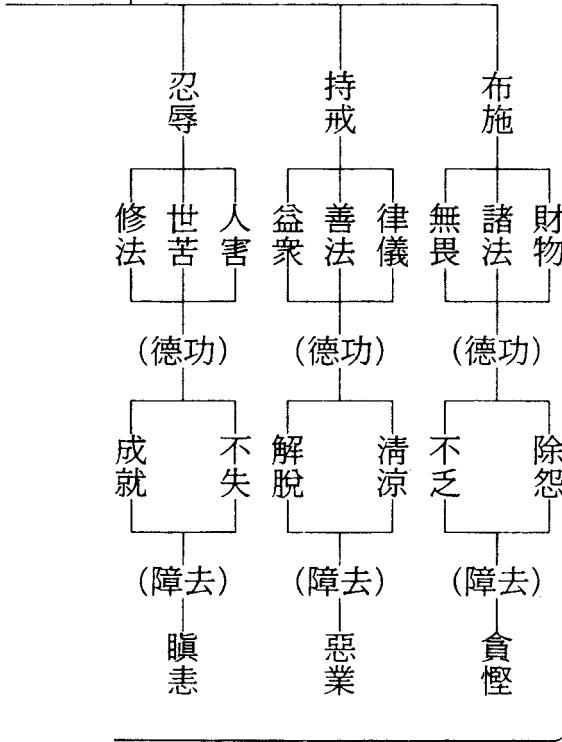 布施
財物
諸法
無畏
(德功)
除怨
不乏
(障去)
貪慳
持戒
律儀
善法
益衆
(德功)
淸涼
解脫
(障去)
惡業
忍辱
人害
世苦
修法
(德功)
不失
成就
(障去)
瞋恚